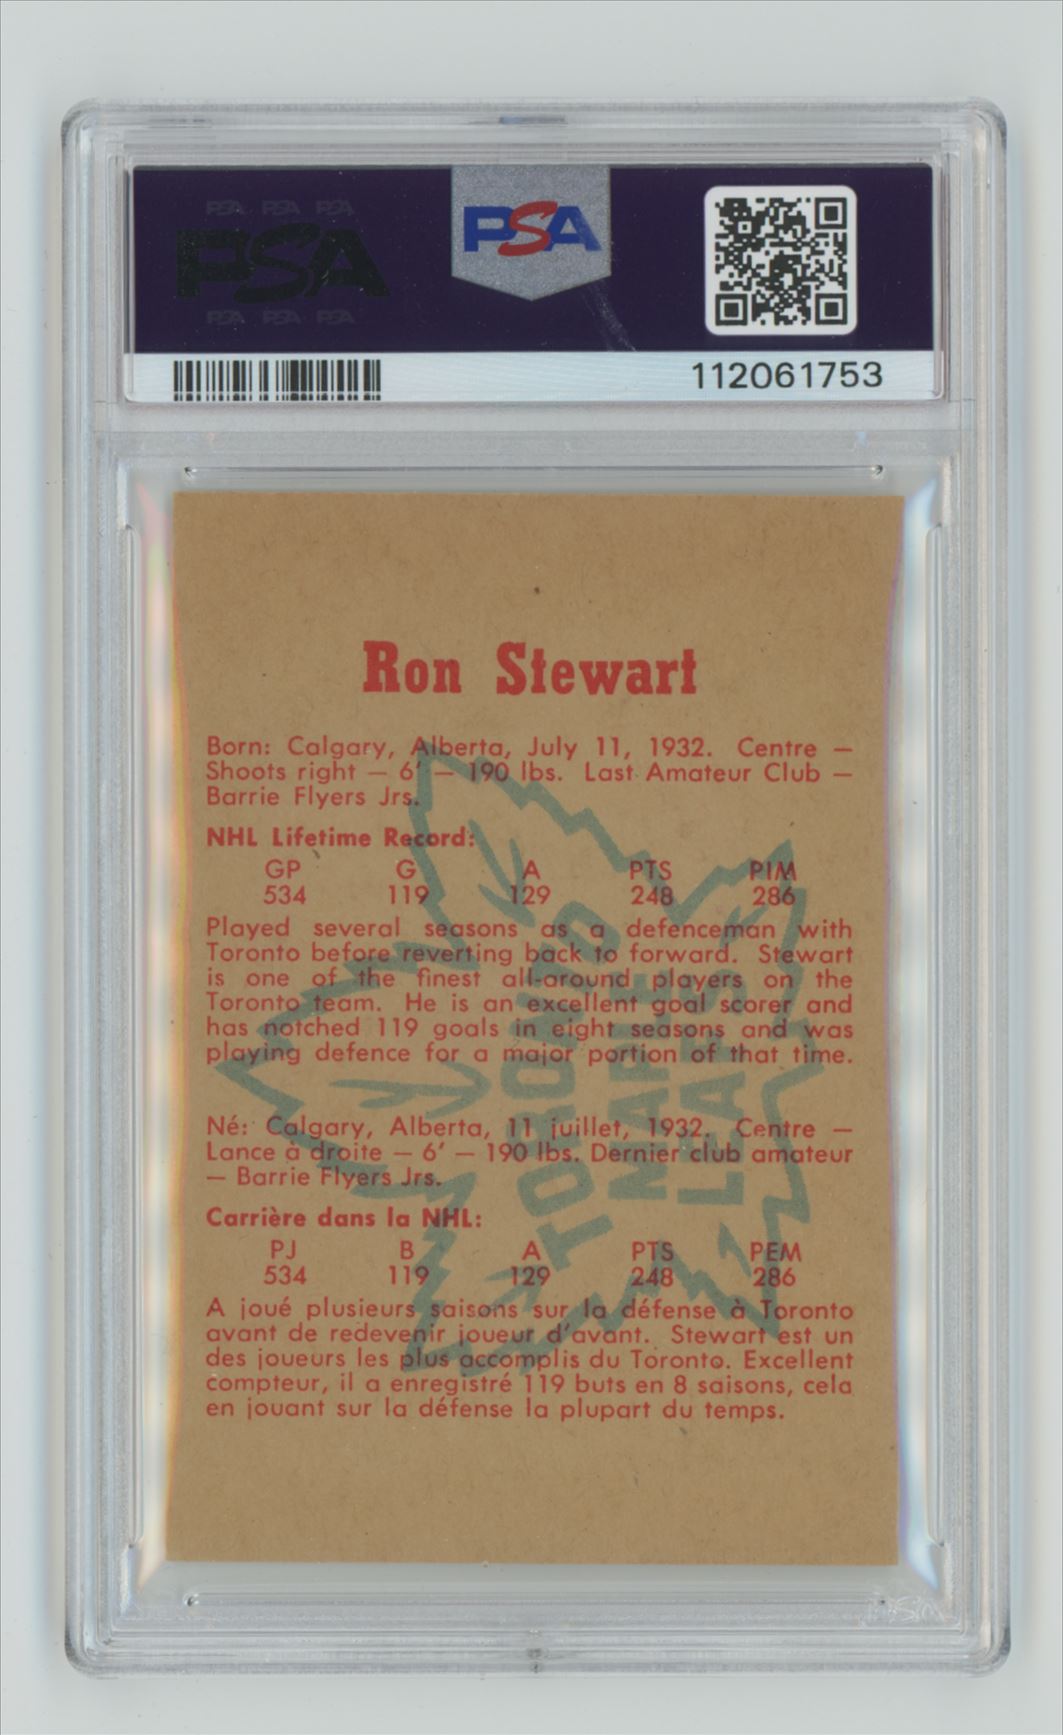 PSA PSA PSA
PSA
PSA PSA PSA
PSA
112061753
Ron Stewart
Born: Calgary, Alberta, July 11, 1932. Centre —
Shoots right — 6′ — 190 lbs. Last Amateur Club —
Barrie Flyers Jrs.
NHL Lifetime Record:
GP G A PTS PIM
534 119 129 248 286
Played several seasons as a defenceman with
Toronto before reverting back to forward. Stewart
is one of the finest all-around players on the
Toronto team. He is an excellent goal scorer and
has notched 119 goals in eight seasons and was
playing defence for a major portion of that time.
Né: Calgary, Alberta, 11 juillet, 1932. Centre —
Lance à droite — 6′ — 190 lbs. Dernier club amateur
— Barrie Flyers Jrs.
Carrière dans la NHL:
PJ B A PTS PEM
534 119 129 248 286
A joué plusieurs saisons sur la défense à Toronto
avant de redevenir joueur d'avant. Stewart est un
des joueurs les plus accomplis du Toronto. Excellent
compteur, il a enregistré 119 buts en 8 saisons, cela
en jouant sur la défense la plupart du temps.
TORONTO
MAPLE
LEAFS
PSA